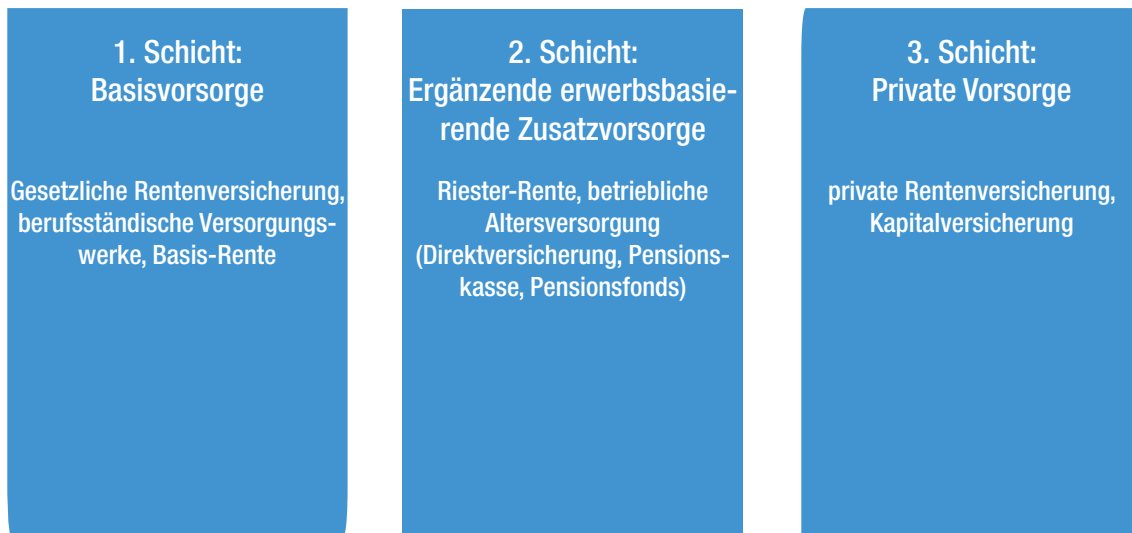 1. Schicht:
Basisvorsorge
Gesetzliche Rentenversicherung,
berufsständische Versorgungs-
werke, Basis-Rente
2. Schicht:
Ergänzende erwerbsbasie-
rende Zusatzvorsorge
Riester-Rente, betriebliche
Altersversorgung
(Direktversicherung, Pensions-
kasse, Pensionsfonds)
3. Schicht:
Private Vorsorge
private Rentenversicherung,
Kapitalversicherung